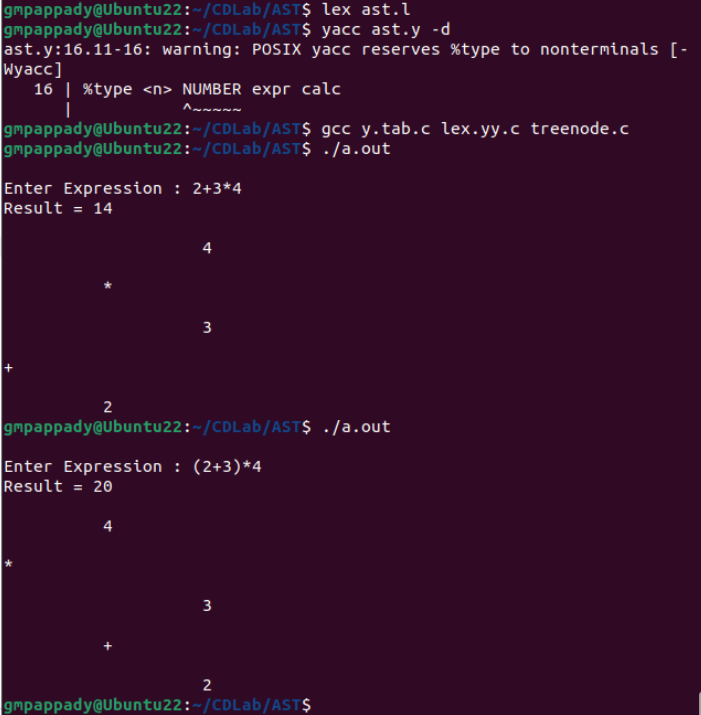 gmpappady@Ubuntu22:~/CDLab/AST$ lex ast.l
gmpappady@Ubuntu22:~/CDLab/AST$ yacc ast.y -d
ast.y:16.11-16: warning: POSIX yacc reserves %type to nonterminals [-
Wyacc]
   16 | %type <n> NUMBER expr calc
      |           ^~~~~~
gmpappady@Ubuntu22:~/CDLab/AST$ gcc y.tab.c lex.yy.c treenode.c
gmpappady@Ubuntu22:~/CDLab/AST$ ./a.out
Enter Expression : 2+3*4
Result = 14
                    4
          *
                    3
+
          2
gmpappady@Ubuntu22:~/CDLab/AST$ ./a.out
Enter Expression : (2+3)*4
Result = 20
          4
*
                    3
          +
                    2
gmpappady@Ubuntu22:~/CDLab/AST$